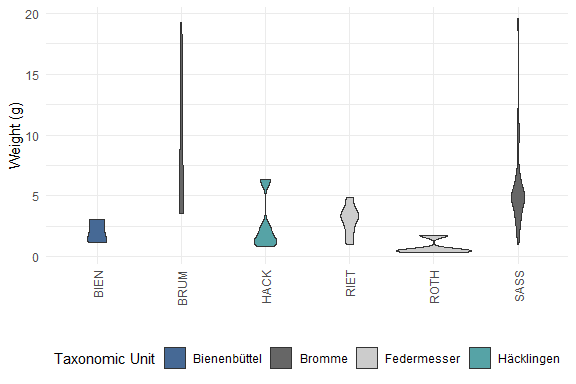 Weight (g)
20
15
10
5
0
BIEN
BRUM
HACK
RIET
ROTH
SASS
Taxonomic Unit
Bienenbüttel
Bromme
Federmesser
Häcklingen